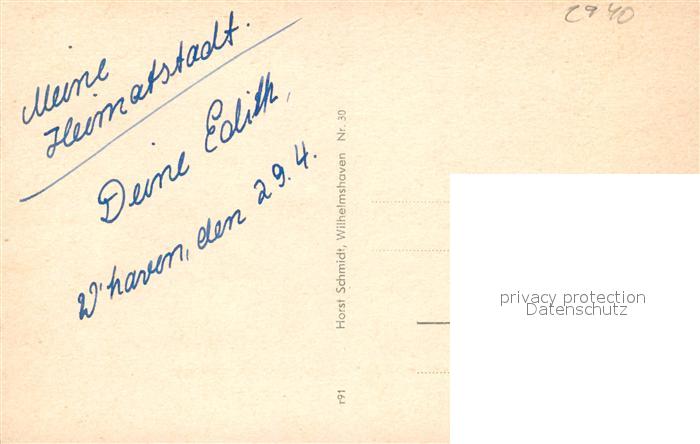 2940
Meine
Heimatstadt.
Deine Edith,
W'haven, den 29.4.
Horst Schmidt, Wilhelmshaven Nr. 30
r91
privacy protection
Datenschutz